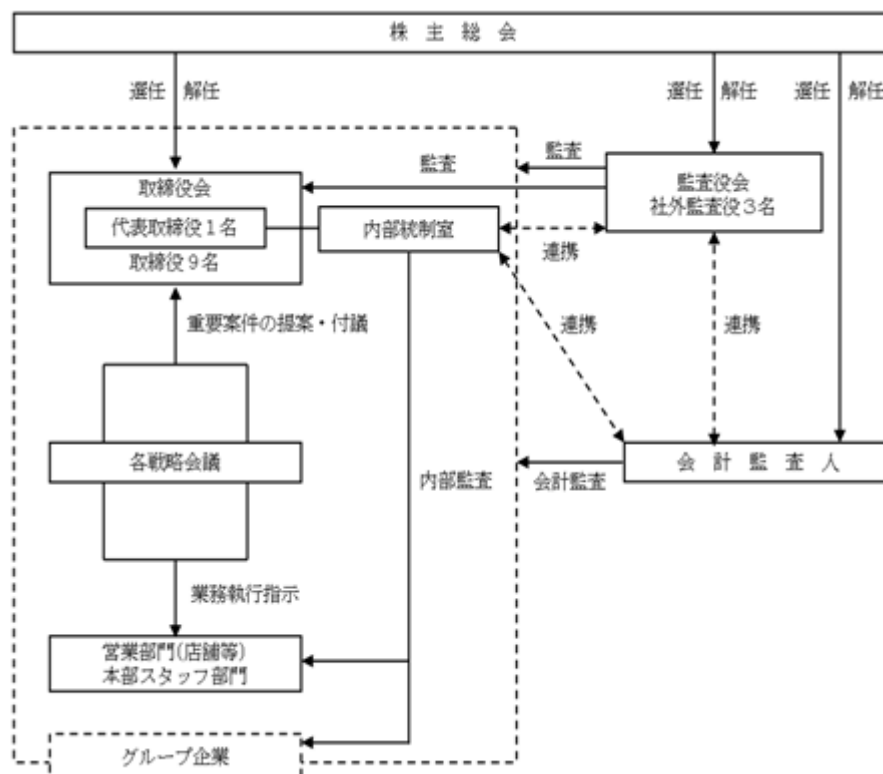 株主総会
選任 解任
選任 解任
選任 解任
監査
監査
取締役会
代表取締役1名
取締役9名
内部統制室
監査役会
社外監査役3名
連携
連携
連携
重要案件の提案・付議
各戦略会議
内部監査
会計監査
会計監査人
業務執行指示
営業部門(店舗等)
本部スタッフ部門
グループ企業